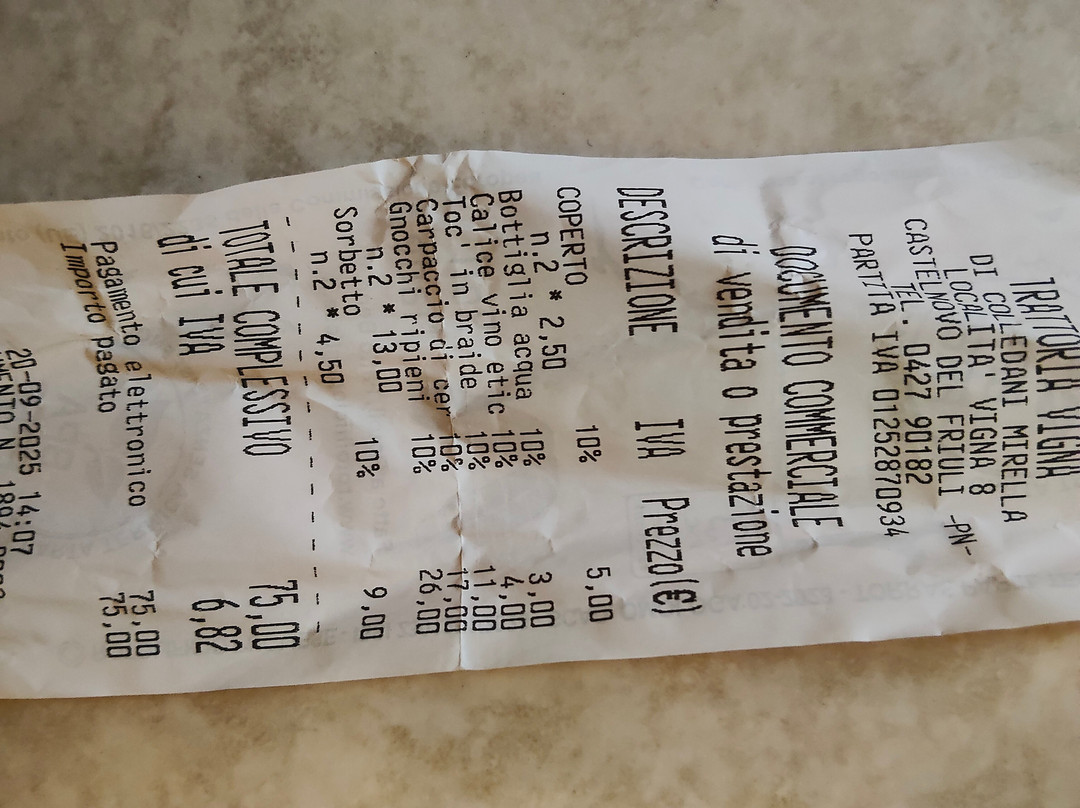 TRATTORIA VIGNA
DI COLLEDANI MIRELLA
LOCALITA' VIGNA 8
CASTELNOVO DEL FRIULI -PN-
TEL. 0427 90182
PARTITA IVA 01252870934
DOCUMENTO COMMERCIALE
di vendita o prestazione
DESCRIZIONE IVA Prezzo(€)
COPERTO
n.2 * 2,50 10% 5,00
Bottiglia acqua 10% 3,00
Calice vino etic 10% 4,00
Toc' in braide 10% 11,00
Carpaccio di cer 10% 17,00
Gnocchi ripieni
n.2 * 13,00 10% 26,00
Sorbetto
n.2 * 4,50 10% 9,00
TOTALE COMPLESSIVO 75,00
di cui IVA 6,82
Pagamento elettronico 75,00
Importo pagato 75,00
20-09-2025 14:07